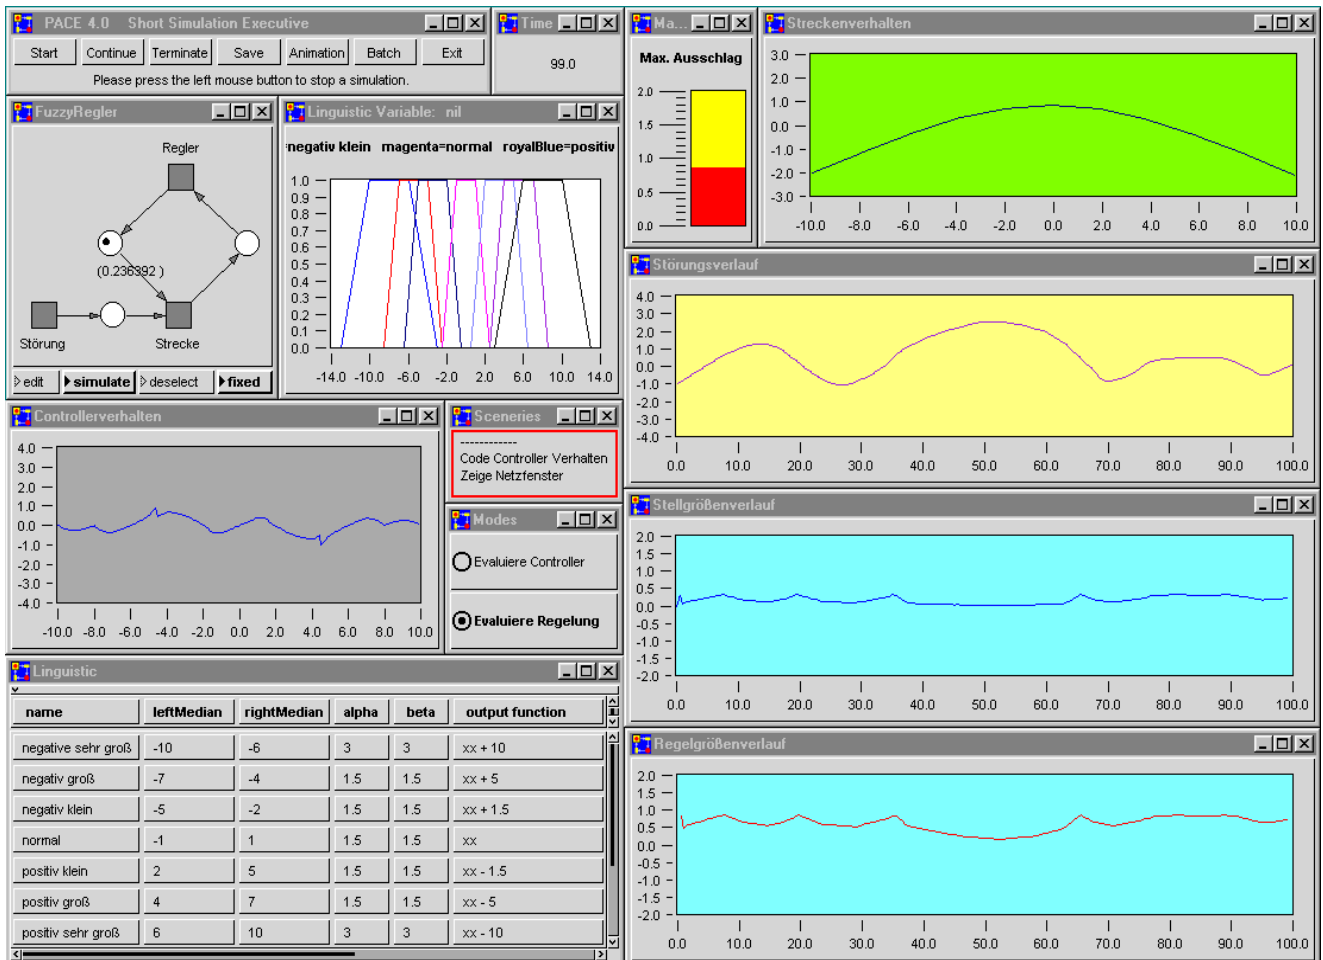 PACE 4.0 Short Simulation Executive
Start Continue Terminate Save Animation Batch Exit
Please press the left mouse button to stop a simulation.
Time
99.0
Ma...
Max. Ausschlag
2.0
1.5
1.0
0.5
0.0
Streckenverhalten
3.0
2.0
1.0
0.0
-1.0
-2.0
-3.0
-10.0 -8.0 -6.0 -4.0 -2.0 0.0 2.0 4.0 6.0 8.0 10.0
FuzzyRegler
Regler
(0.236392 )
Störung Strecke
edit simulate deselect fixed
Linguistic Variable: nil
=negativ klein magenta=normal royalBlue=positiv
1.0
0.9
0.8
0.7
0.6
0.5
0.4
0.3
0.2
0.1
0.0
-14.0 -10.0 -6.0 -2.0 2.0 6.0 10.0 14.0
Störungsverlauf
4.0
3.0
2.0
1.0
0.0
-1.0
-2.0
-3.0
-4.0
0.0 10.0 20.0 30.0 40.0 50.0 60.0 70.0 80.0 90.0 100.0
Controllerverhalten
4.0
3.0
2.0
1.0
0.0
-1.0
-2.0
-3.0
-4.0
-10.0 -8.0 -6.0 -4.0 -2.0 0.0 2.0 4.0 6.0 8.0 10.0
Sceneries
------------
Code Controller Verhalten
Zeige Netzfenster
Modes
Evaluiere Controller
Evaluiere Regelung
Stellgrößenverlauf
2.0
1.5
1.0
0.5
0.0
-0.5
-1.0
-1.5
-2.0
0.0 10.0 20.0 30.0 40.0 50.0 60.0 70.0 80.0 90.0 100.0
Linguistic
name leftMedian rightMedian alpha beta output function
negative sehr groß -10 -6 3 3 xx + 10
negativ groß -7 -4 1.5 1.5 xx + 5
negativ klein -5 -2 1.5 1.5 xx + 1.5
normal -1 1 1.5 1.5 xx
positiv klein 2 5 1.5 1.5 xx - 1.5
positiv groß 4 7 1.5 1.5 xx - 5
positiv sehr groß 6 10 3 3 xx - 10
Regelgrößenverlauf
2.0
1.5
1.0
0.5
0.0
-0.5
-1.0
-1.5
-2.0
0.0 10.0 20.0 30.0 40.0 50.0 60.0 70.0 80.0 90.0 100.0